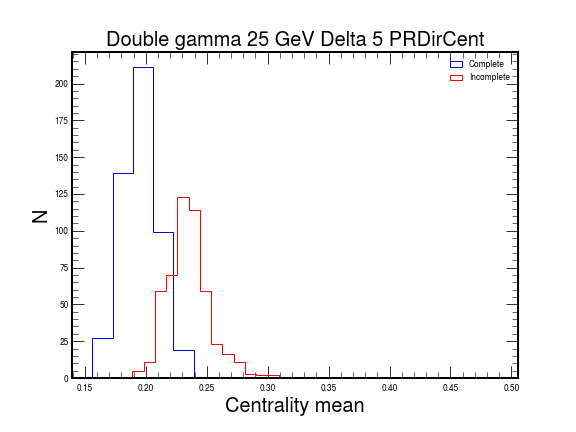 Double gamma 25 GeV Delta 5 PRDirCent
Complete
Incomplete
200
175
150
125
100
75
50
25
0
N
0.15 0.20 0.25 0.30 0.35 0.40 0.45 0.50
Centrality mean